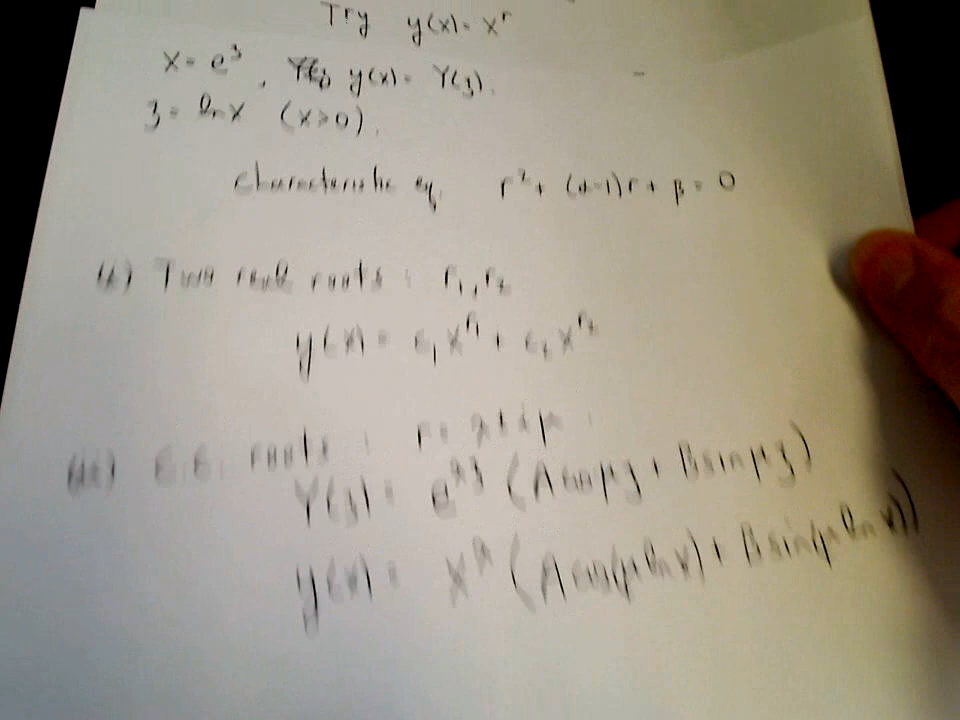 Try y(x) = x^r
x = e^z, y(x) = Y(z).
z = ln x (x>0).
Characteristic eq. r² + (α-1)r + β = 0
(i) Two real roots : r₁, r₂
y(x) = c₁x^r₁ + c₂x^r₂
c.c. roots : r = λ ± iμ :
Y(z) = e^λz (A cos μz + B sin μz)
y(x) = x^λ (A cos(μ ln x) + B sin(μ ln x))